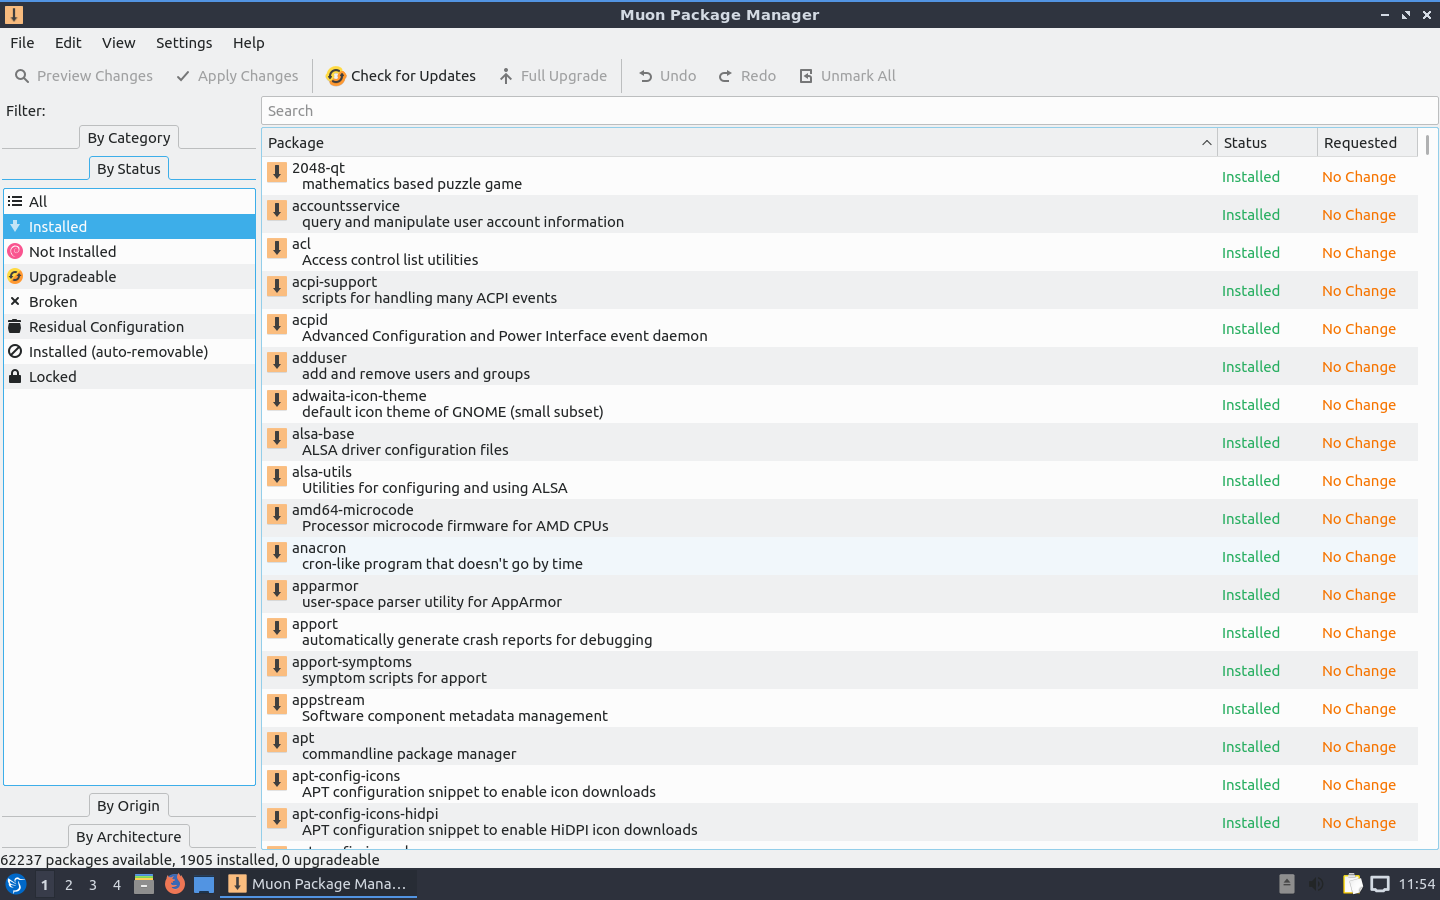 Muon Package Manager
File Edit View Settings Help
Preview Changes Apply Changes Check for Updates Full Upgrade Undo Redo Unmark All
Filter:
By Category
By Status
All
Installed
Not Installed
Upgradeable
Broken
Residual Configuration
Installed (auto-removable)
Locked
By Origin
By Architecture
Search
Package Status Requested
2048-qt
mathematics based puzzle game
Installed No Change
accountsservice
query and manipulate user account information
Installed No Change
acl
Access control list utilities
Installed No Change
acpi-support
scripts for handling many ACPI events
Installed No Change
acpid
Advanced Configuration and Power Interface event daemon
Installed No Change
adduser
add and remove users and groups
Installed No Change
adwaita-icon-theme
default icon theme of GNOME (small subset)
Installed No Change
alsa-base
ALSA driver configuration files
Installed No Change
alsa-utils
Utilities for configuring and using ALSA
Installed No Change
amd64-microcode
Processor microcode firmware for AMD CPUs
Installed No Change
anacron
cron-like program that doesn't go by time
Installed No Change
apparmor
user-space parser utility for AppArmor
Installed No Change
apport
automatically generate crash reports for debugging
Installed No Change
apport-symptoms
symptom scripts for apport
Installed No Change
appstream
Software component metadata management
Installed No Change
apt
commandline package manager
Installed No Change
apt-config-icons
APT configuration snippet to enable icon downloads
Installed No Change
apt-config-icons-hidpi
APT configuration snippet to enable HiDPI icon downloads
Installed No Change
62237 packages available, 1905 installed, 0 upgradeable
1 2 3 4 Muon Package Mana... 11:54